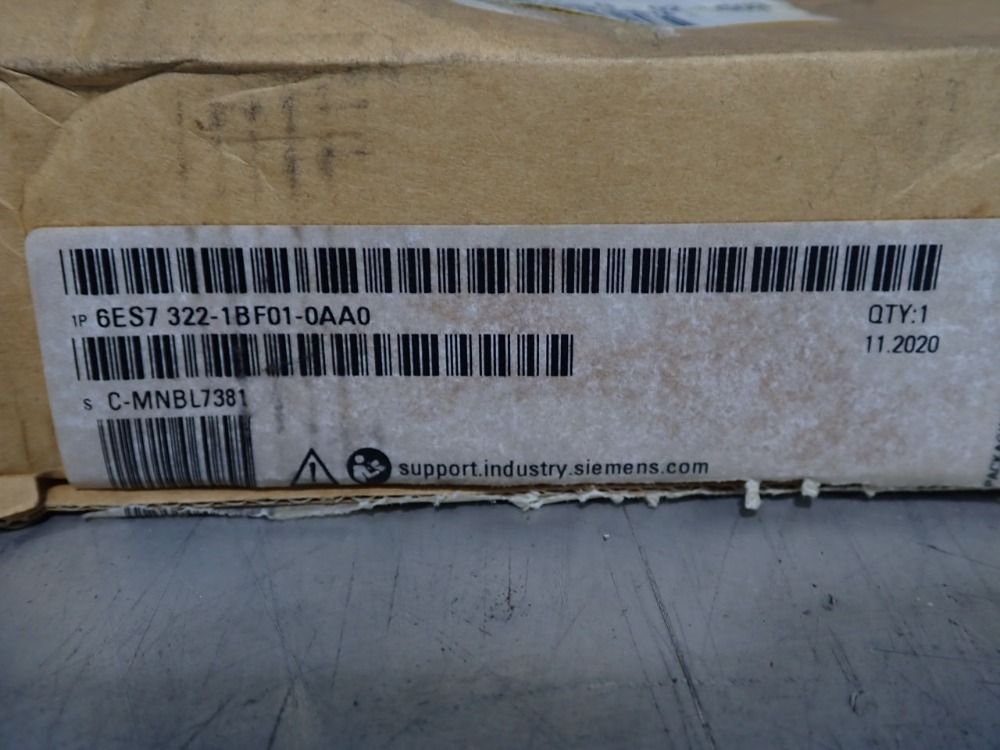 1P 6ES7 322-1BF01-0AA0
QTY:1
11.2020
S C-MNBL7381
support.industry.siemens.com